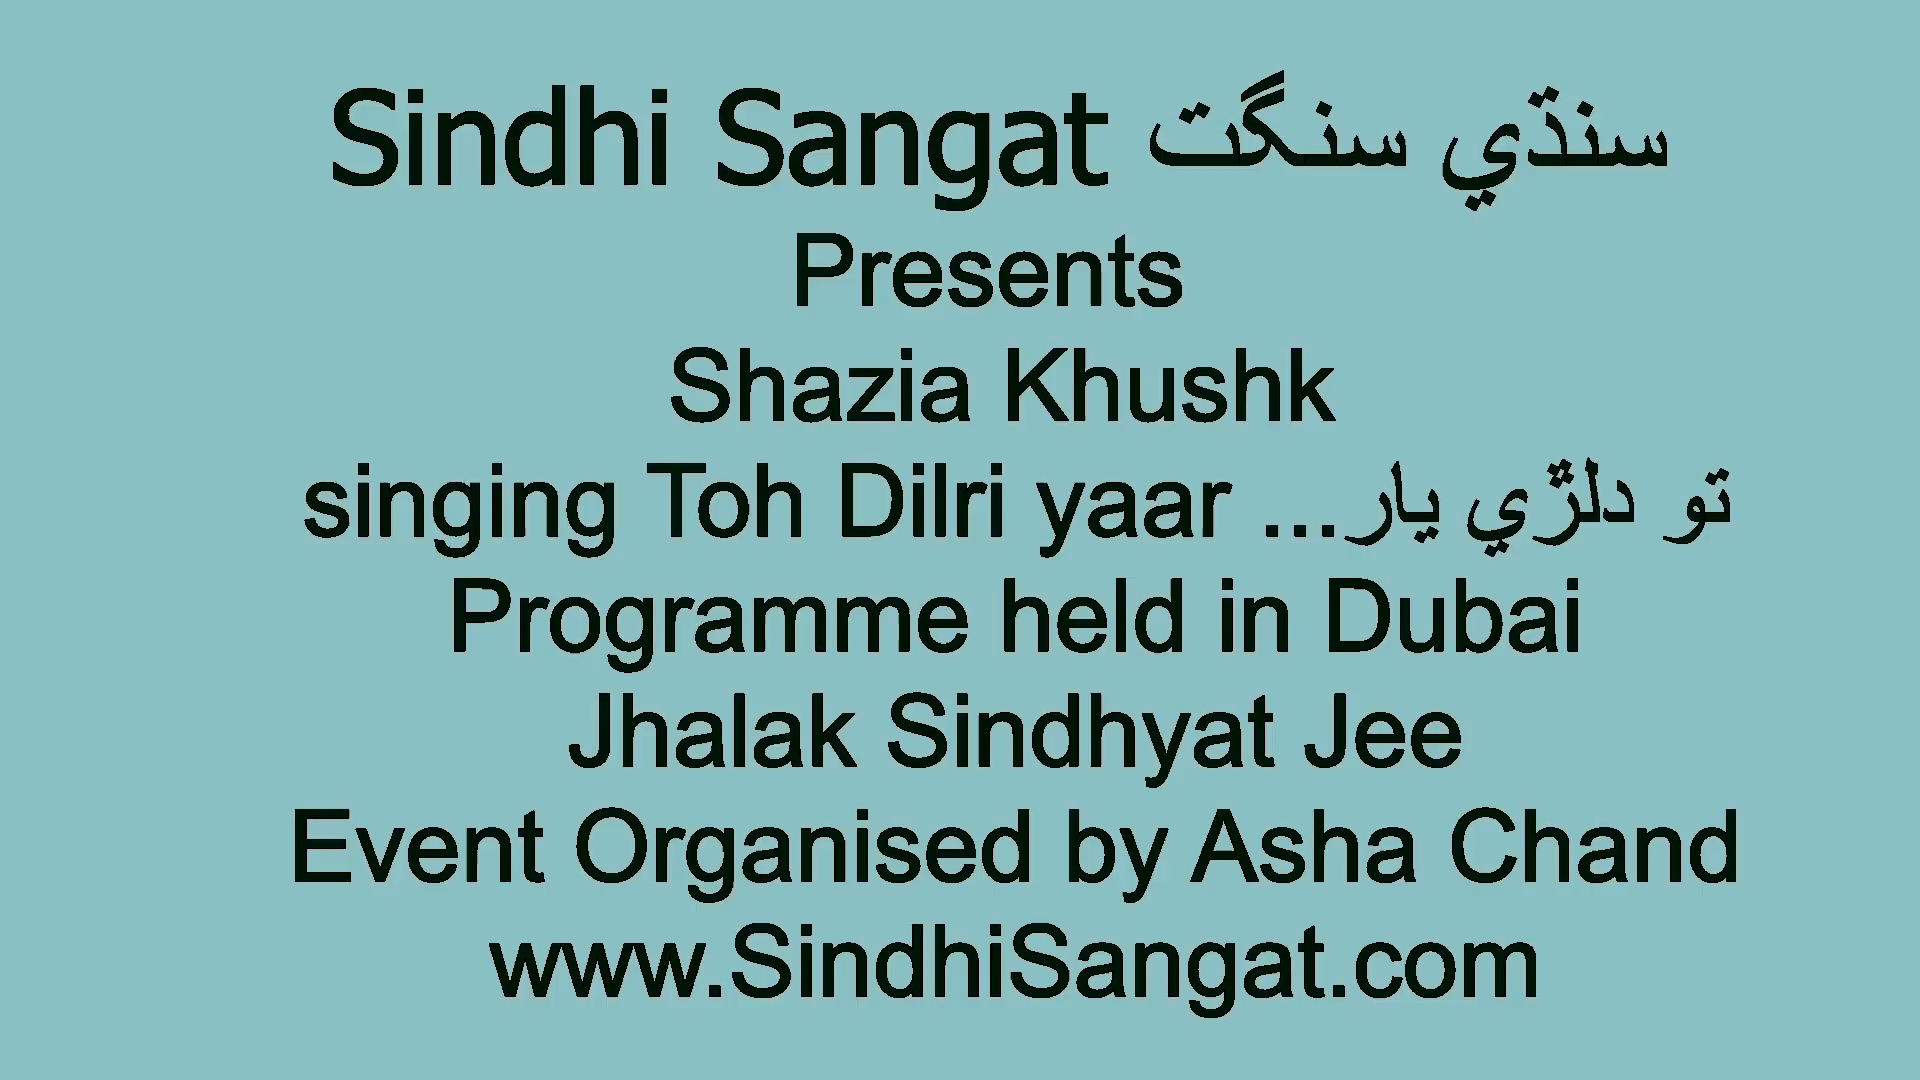 Sindhi Sangat سنڌي سنگت
Presents
Shazia Khushk
singing Toh Dilri yaar ...تو دلڙي يار
Programme held in Dubai
Jhalak Sindhyat Jee
Event Organised by Asha Chand
www.SindhiSangat.com